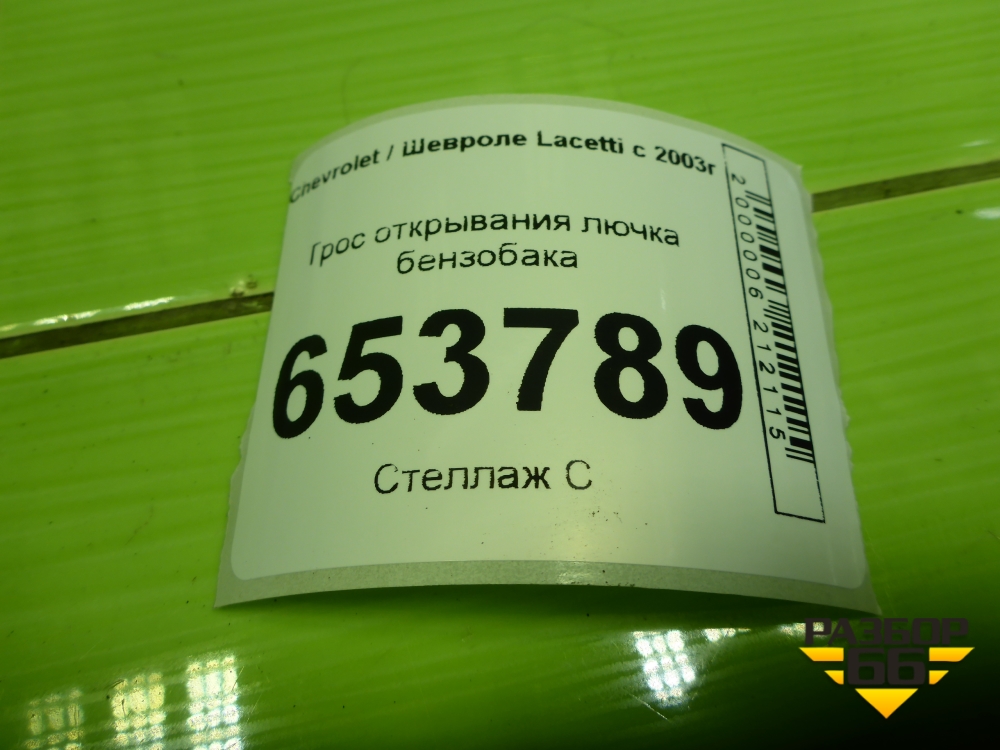 Chevrolet / Шевроле Lacetti с 2003г
Трос открывания лючка
бензобака
653789
Стеллаж С
2000006212115
РАЗБОР
66